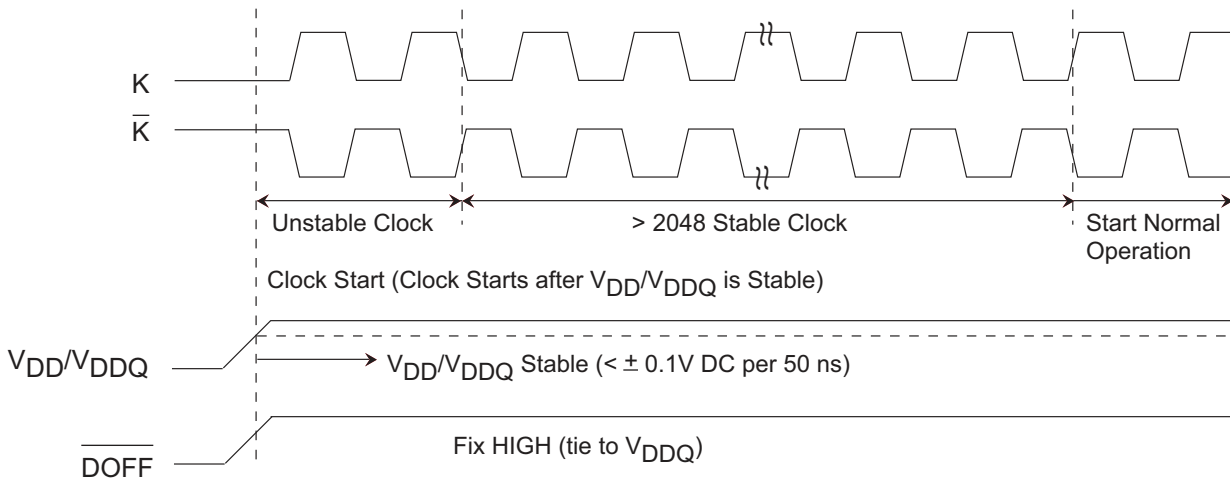 K
K̅
Unstable Clock
> 2048 Stable Clock
Start Normal
Operation
Clock Start (Clock Starts after VDD/VDDQ is Stable)
VDD/VDDQ
VDD/VDDQ Stable (< ± 0.1V DC per 50 ns)
Fix HIGH (tie to VDDQ)
D̅O̅F̅F̅